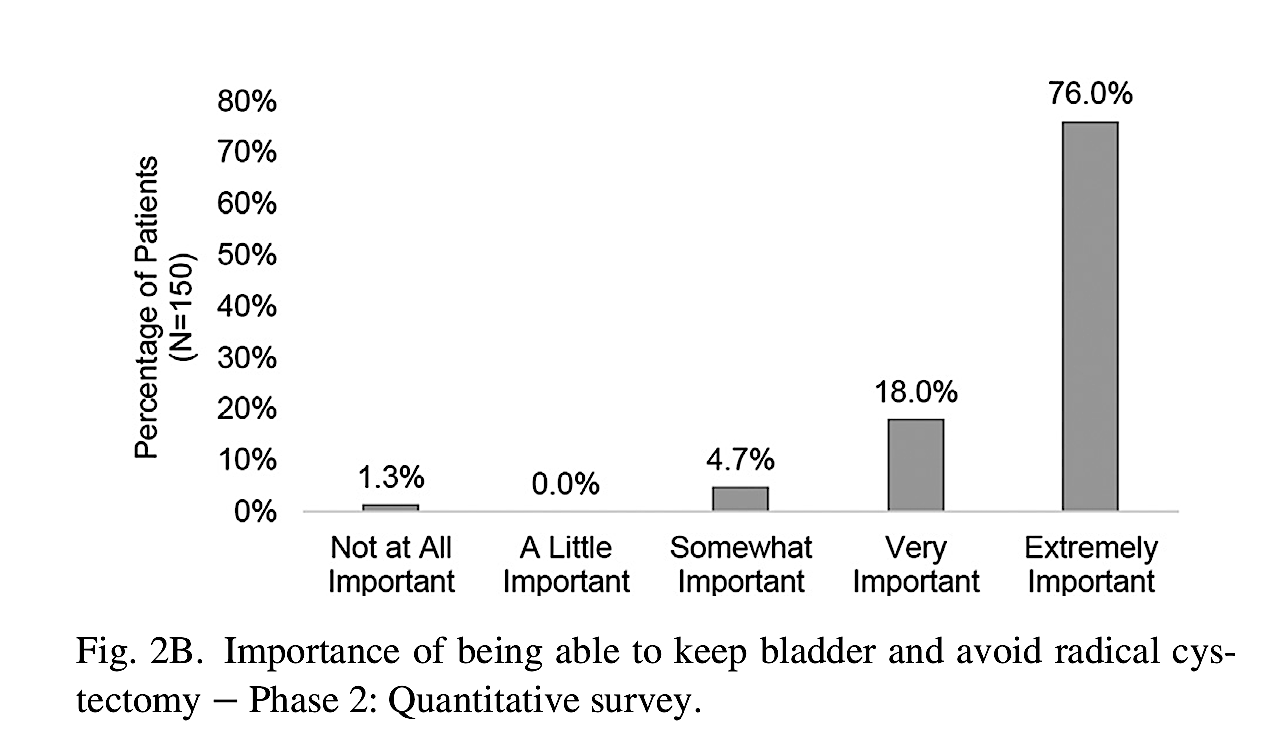 80%
70%
60%
50%
40%
30%
20%
10%
0%
Percentage of Patients
(N=150)
1.3%
0.0%
4.7%
18.0%
76.0%
Not at All
Important
A Little
Important
Somewhat
Important
Very
Important
Extremely
Important
Fig. 2B. Importance of being able to keep bladder and avoid radical cys-
tectomy – Phase 2: Quantitative survey.